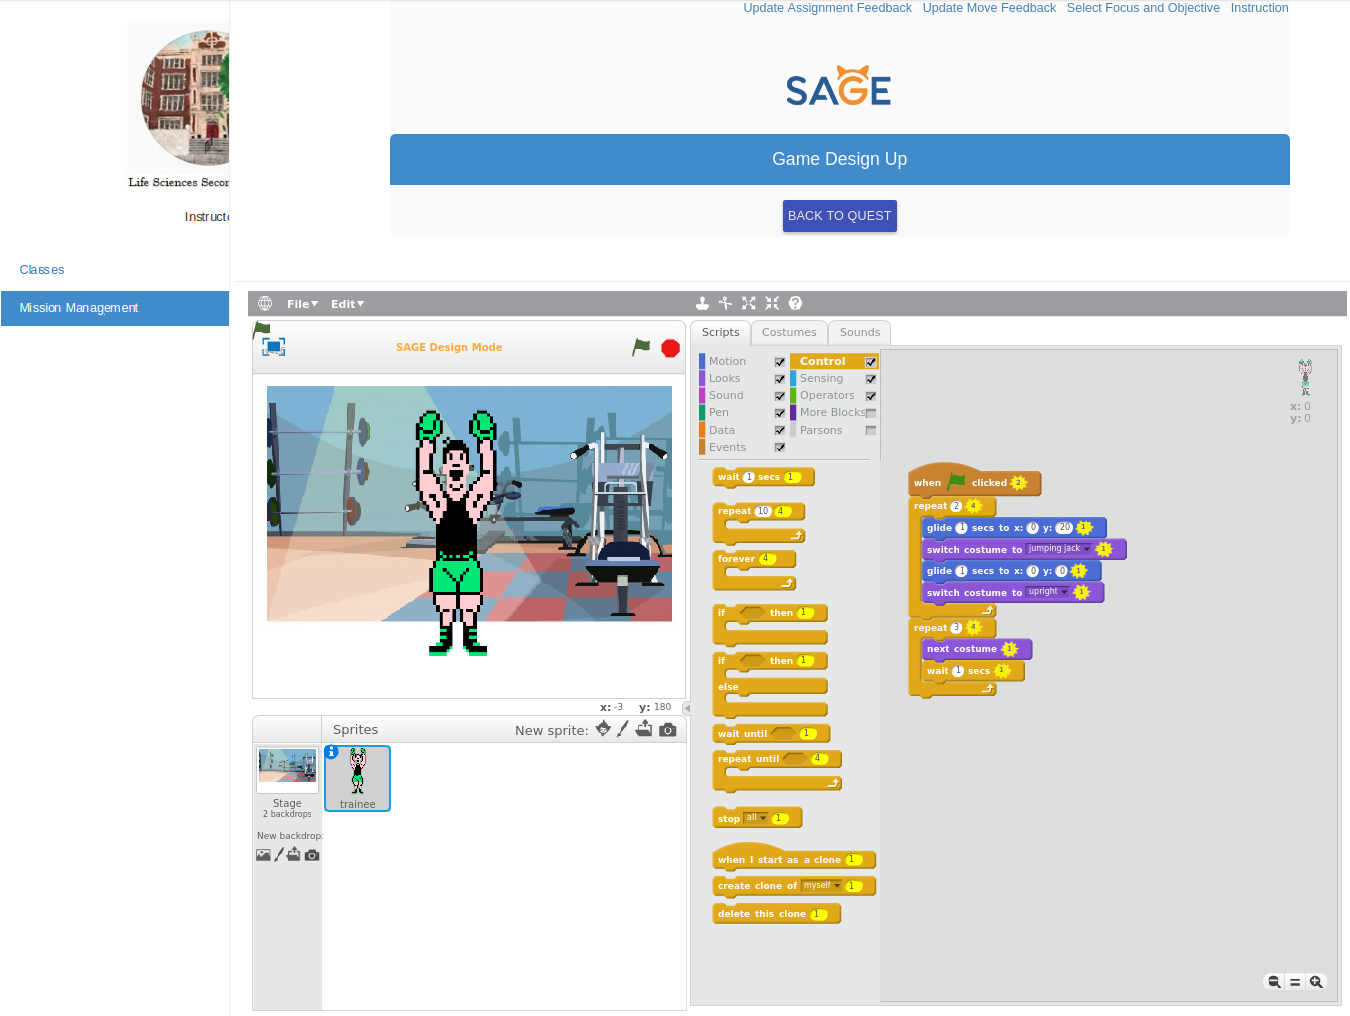 Update Assignment Feedback Update Move Feedback Select Focus and Objective Instruction
SAGE
Game Design Up
BACK TO QUEST
Life Sciences Secor
Instructo
Classes
Mission Management
File Edit
SAGE Design Mode
x: -3 y: 180
Sprites New sprite:
Stage
2 backdrops
New backdrop:
trainee
Scripts Costumes Sounds
Motion Control
Looks Sensing
Sound Operators
Pen More Blocks
Data Parsons
Events
wait 1 secs 1
repeat 10 4
forever 4
if then 1
if then 1
else
wait until 1
repeat until 4
stop all 1
when I start as a clone 1
create clone of myself 1
delete this clone 1
x: 0
y: 0
when clicked 2
repeat 2 4
glide 1 secs to x: 0 y: 20 1
switch costume to jumping jack 1
glide 1 secs to x: 0 y: 0 1
switch costume to upright 1
repeat 3 4
next costume 1
wait 1 secs 1